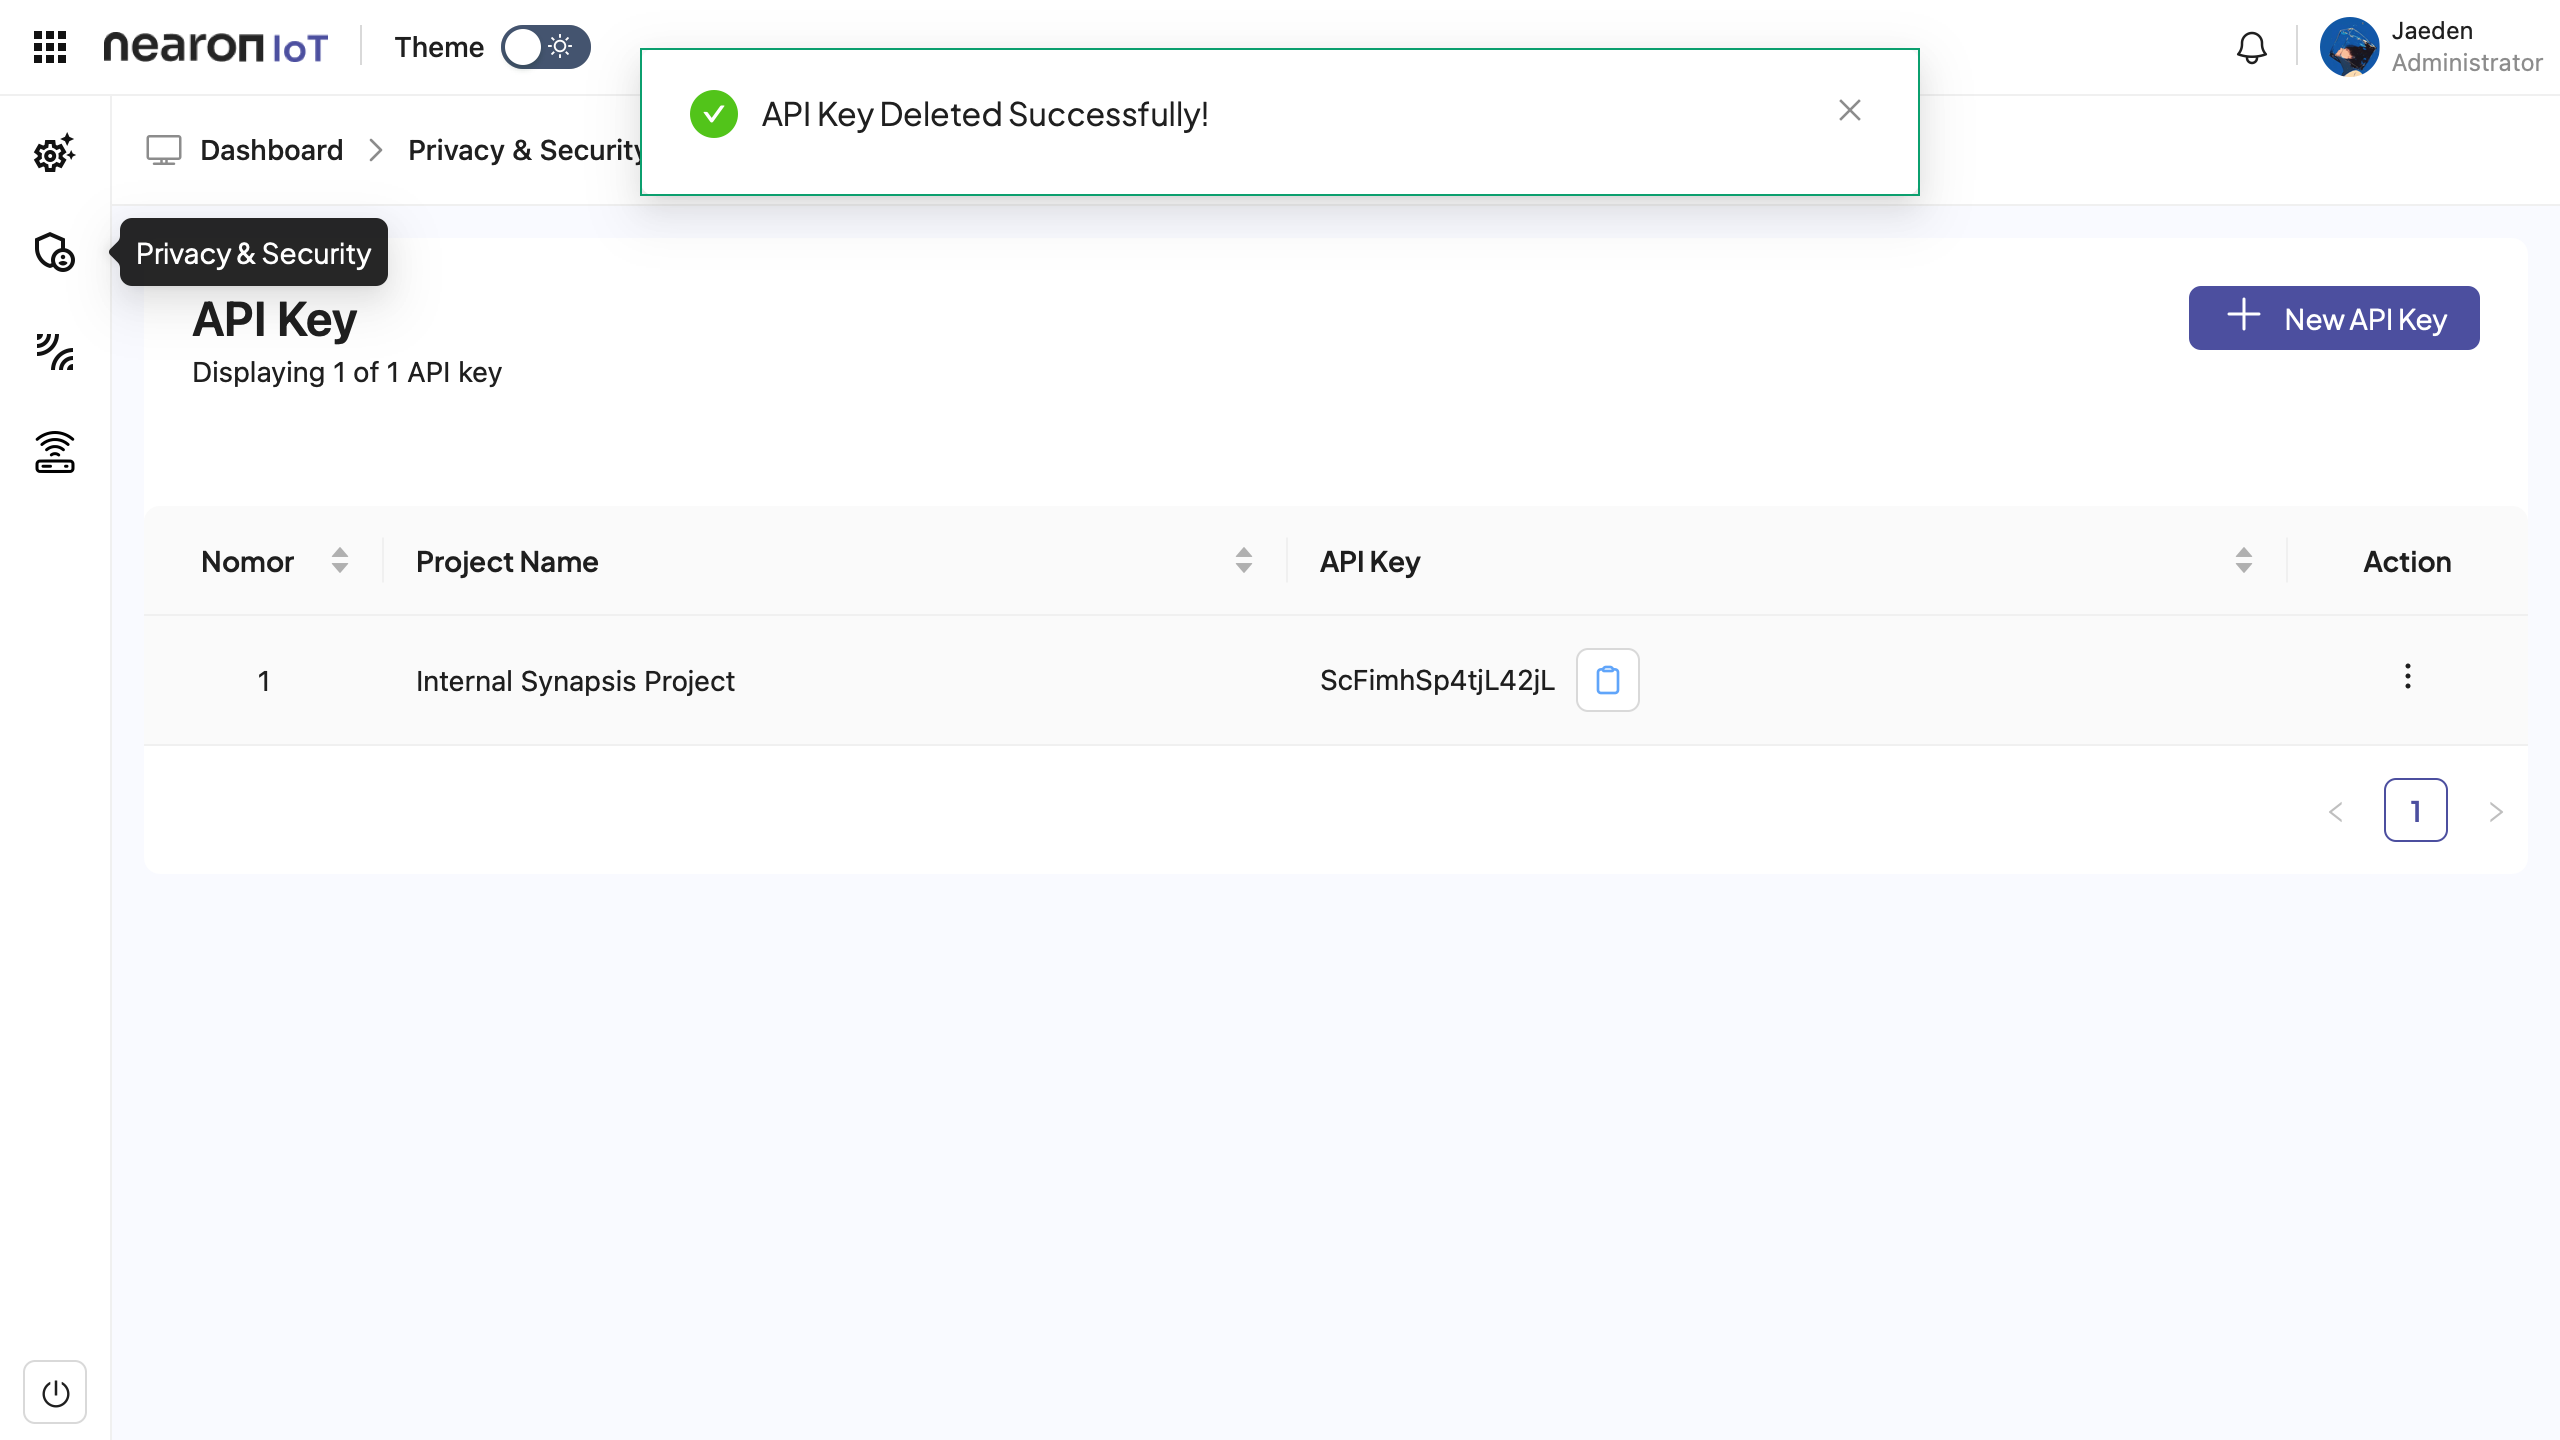 nearon IoT
Theme
Jaeden
Administrator
API Key Deleted Successfully!
Dashboard
Privacy & Security
Privacy & Security
API Key
Displaying 1 of 1 API key
New API Key
Nomor
Project Name
API Key
Action
1
Internal Synapsis Project
ScFimhSp4tjL42jL
1